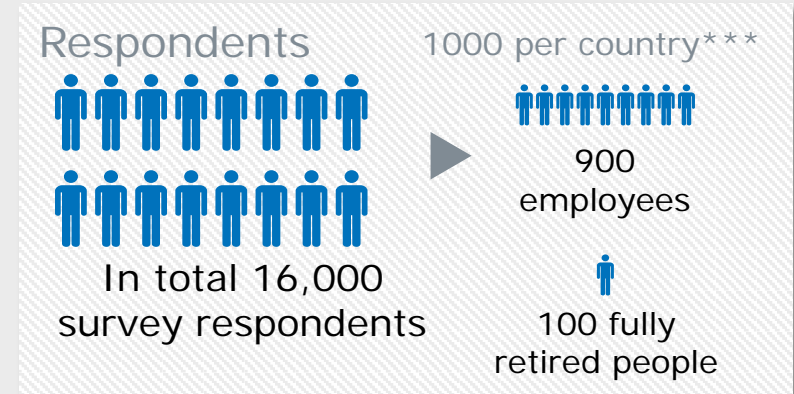 Respondents
In total 16,000
survey respondents
1000 per country***
900
employees
100 fully
retired people